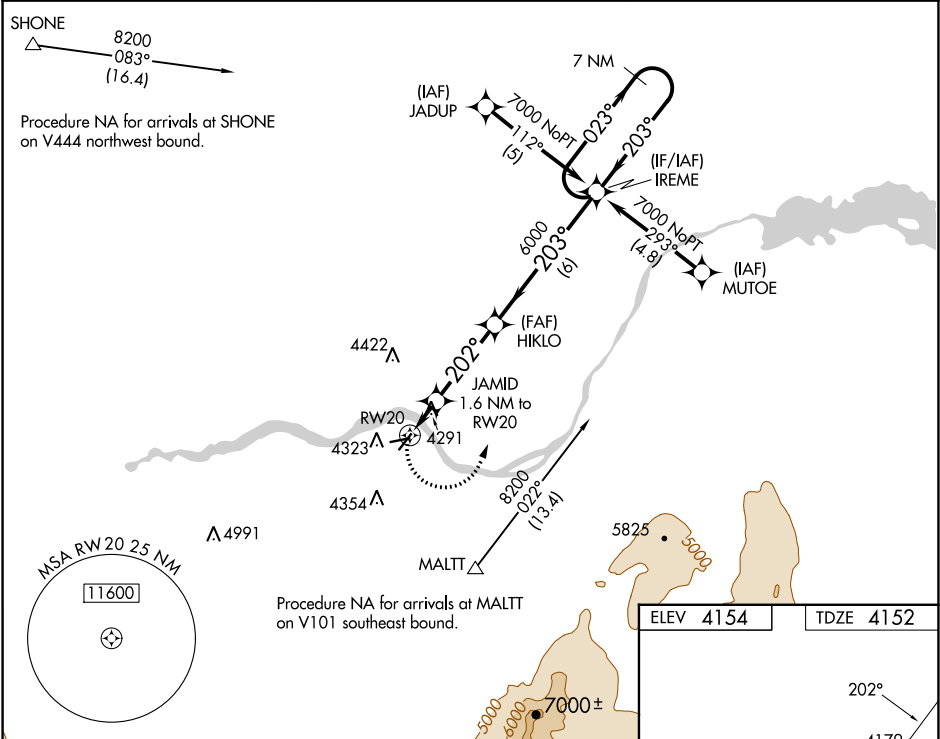 SHONE
8200
083°
(16.4)
Procedure NA for arrivals at SHONE
on V444 northwest bound.
7 NM
(IAF)
JADUP
7000 NoPT
112°
(5)
023°
203°
(IF/IAF)
IREME
7000 NoPT
293°
(4.8)
(IAF)
MUTOE
6000
203°
(6)
(FAF)
HIKLO
4422
202°
JAMID
1.6 NM to
RW20
RW20
4323
4291
4354
4991
8200
022°
(13.4)
MALTT
5825
5000
MSA RW20 25 NM
11600
Procedure NA for arrivals at MALTT
on V101 southeast bound.
5000
6000
7000±
ELEV 4154
TDZE 4152
202°
4179